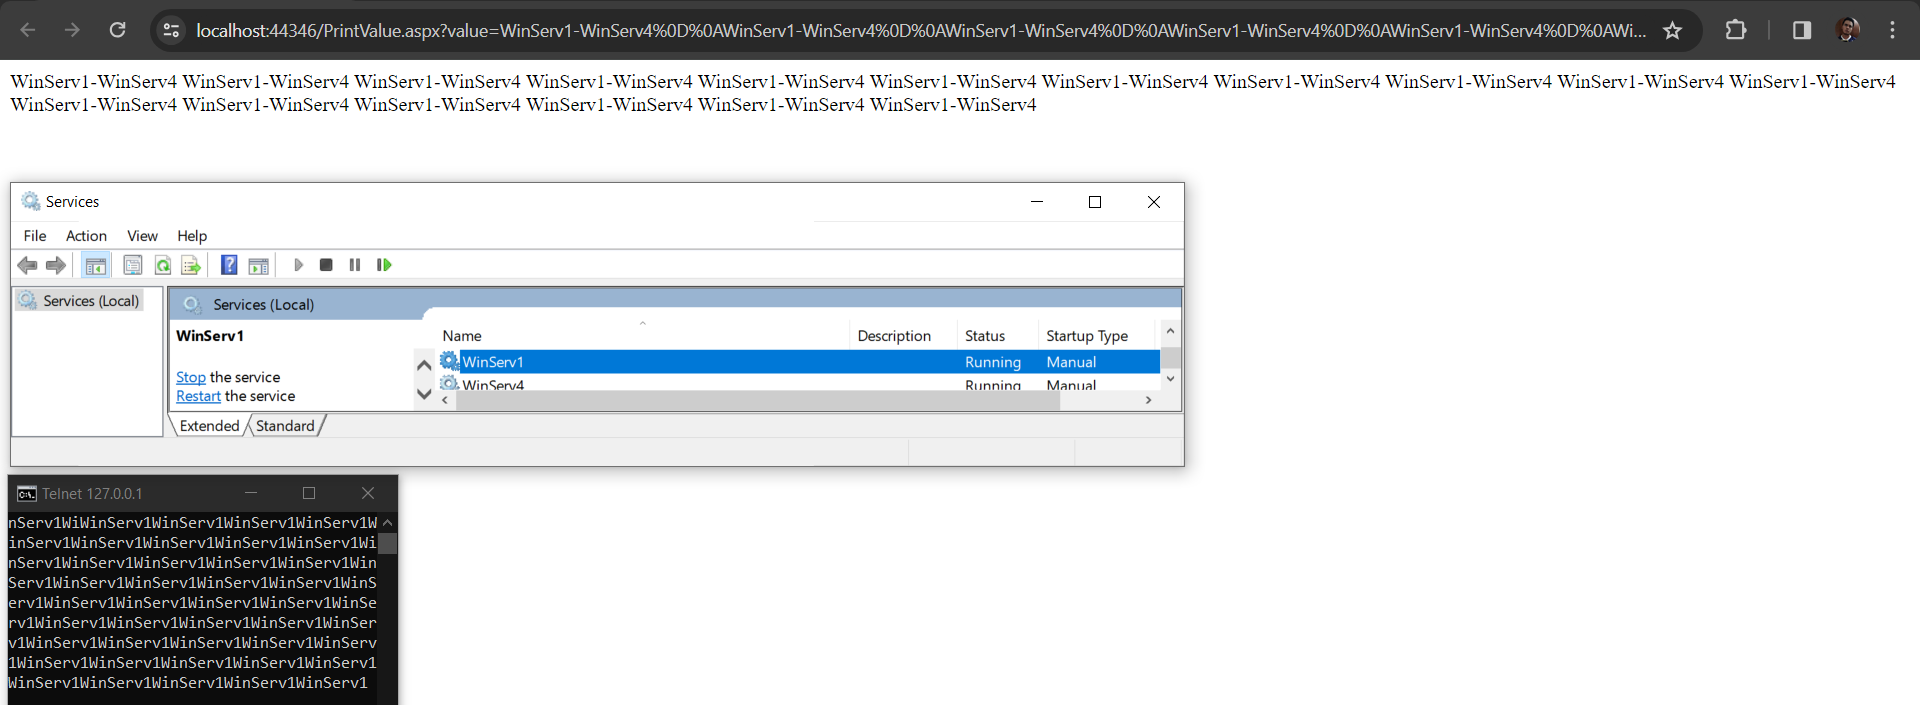 localhost:44346/PrintValue.aspx?value=WinServ1-WinServ4%0D%0AWinServ1-WinServ4%0D%0AWinServ1-WinServ4%0D%0AWinServ1-WinServ4%0D%0AWinServ1-WinServ4%0D%0AWi...
WinServ1-WinServ4 WinServ1-WinServ4 WinServ1-WinServ4 WinServ1-WinServ4 WinServ1-WinServ4 WinServ1-WinServ4 WinServ1-WinServ4 WinServ1-WinServ4 WinServ1-WinServ4 WinServ1-WinServ4 WinServ1-WinServ4
WinServ1-WinServ4 WinServ1-WinServ4 WinServ1-WinServ4 WinServ1-WinServ4 WinServ1-WinServ4 WinServ1-WinServ4
Services
File Action View Help
Services (Local)
Services (Local)
WinServ1
Stop the service
Restart the service
Name Description Status Startup Type
WinServ1 Running Manual
WinServ4 Running Manual
Extended Standard
Telnet 127.0.0.1
nServ1WiWinServ1WinServ1WinServ1WinServ1W
inServ1WinServ1WinServ1WinServ1WinServ1Wi
nServ1WinServ1WinServ1WinServ1WinServ1Win
Serv1WinServ1WinServ1WinServ1WinServ1WinS
erv1WinServ1WinServ1WinServ1WinServ1WinSe
rv1WinServ1WinServ1WinServ1WinServ1WinSer
v1WinServ1WinServ1WinServ1WinServ1WinServ
1WinServ1WinServ1WinServ1WinServ1WinServ1
WinServ1WinServ1WinServ1WinServ1WinServ1